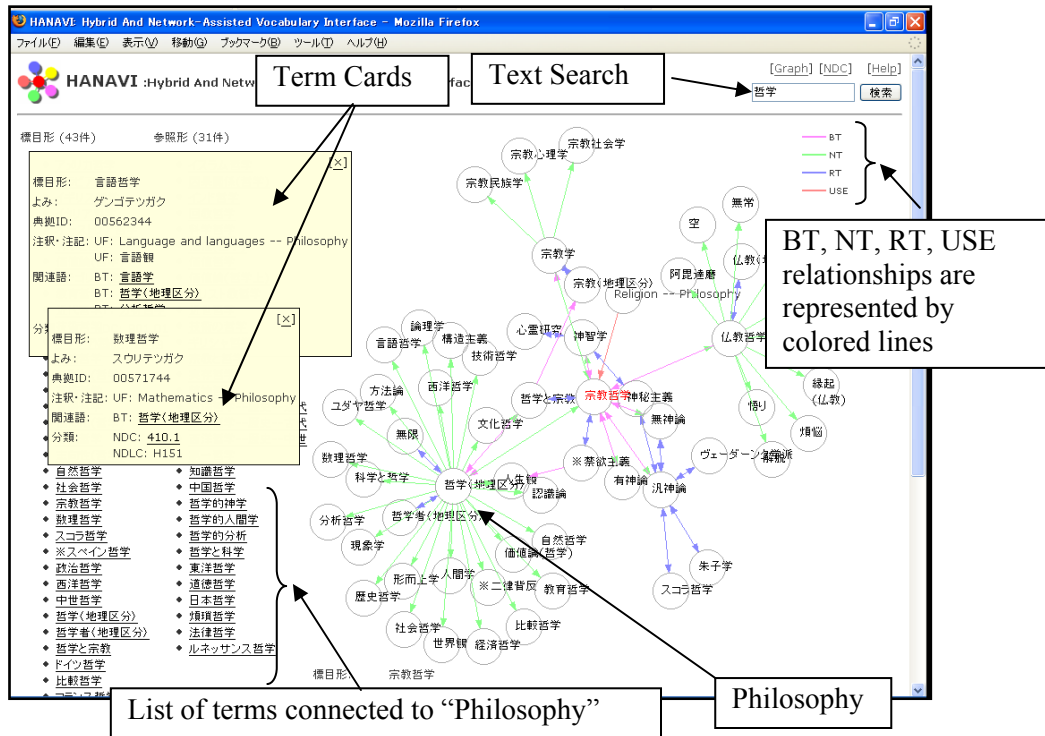 HANAVI: Hybrid And Network-Assisted Vocabulary Interface - Mozilla Firefox
ファイル(F) 編集(E) 表示(V) 移動(G) ブックマーク(B) ツール(T) ヘルプ(H)
HANAVI :Hybrid And Netw
fac
Term Cards
Text Search
[Graph] [NDC] [Help]
哲学
検索
標目形 (43件) 参照形 (31件)
BT
NT
RT
USE
BT, NT, RT, USE
relationships are
represented by
colored lines
[×]
標目形: 言語哲学
よみ: ゲンゴテツガク
典拠ID: 00562344
注釈・注記: UF: Language and languages -- Philosophy
UF: 言語観
関連語: BT: 言語学
BT: 哲学(地理区分)
[×]
標目形: 数理哲学
よみ: スウリテツガク
典拠ID: 00571744
注釈・注記: UF: Mathematics -- Philosophy
関連語: BT: 哲学(地理区分)
分類: NDC: 410.1
NDLC: H151
自然哲学
社会哲学
宗教哲学
数理哲学
スコラ哲学
※スペイン哲学
政治哲学
西洋哲学
中世哲学
哲学(地理区分)
哲学者(地理区分)
哲学と宗教
ドイツ哲学
比較哲学
知識哲学
中国哲学
哲学的神学
哲学的人間学
哲学的分析
哲学と科学
東洋哲学
道徳哲学
日本哲学
煩瑣哲学
法律哲学
ルネッサンス哲学
宗教心理学
宗教社会学
宗教民族学
宗教学
宗教(地理区分)
Religion -- Philosophy
無常
空
仏教(
阿毘達磨
仏教哲学
縁起
(仏教)
悟り
煩悩
解脱
心霊研究
神智学
哲学と宗教
宗教哲学
神秘主義
無神論
※禁欲主義
有神論
汎神論
朱子学
スコラ哲学
論理学
言語哲学
構造主義
技術哲学
方法論
西洋哲学
ユダヤ哲学
無限
文化哲学
数理哲学
科学と哲学
哲学(地理区分)
人生観
認識論
分析哲学
哲学者(地理区分)
現象学
自然哲学
価値論(哲学)
形而上学
人間学
※二律背反
教育哲学
歴史哲学
社会哲学
世界観
経済哲学
比較哲学
標目形: 宗教哲学
List of terms connected to “Philosophy”
Philosophy